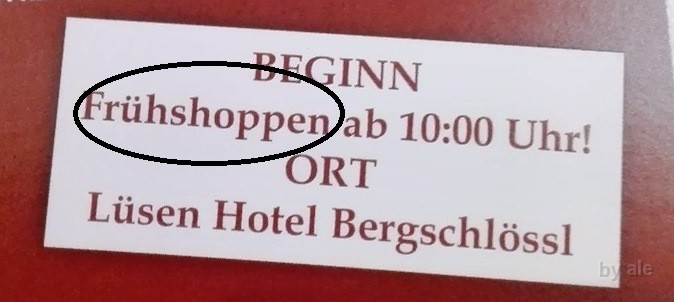 BEGINN
Frühshoppen ab 10:00 Uhr!
ORT
Lüsen Hotel Bergschlössl
by ale